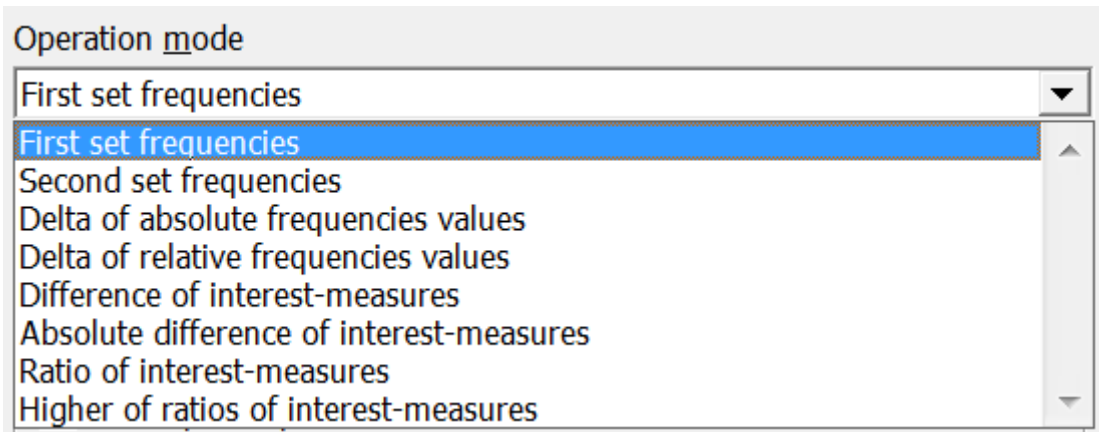 Operation mode
First set frequencies
First set frequencies
Second set frequencies
Delta of absolute frequencies values
Delta of relative frequencies values
Difference of interest-measures
Absolute difference of interest-measures
Ratio of interest-measures
Higher of ratios of interest-measures